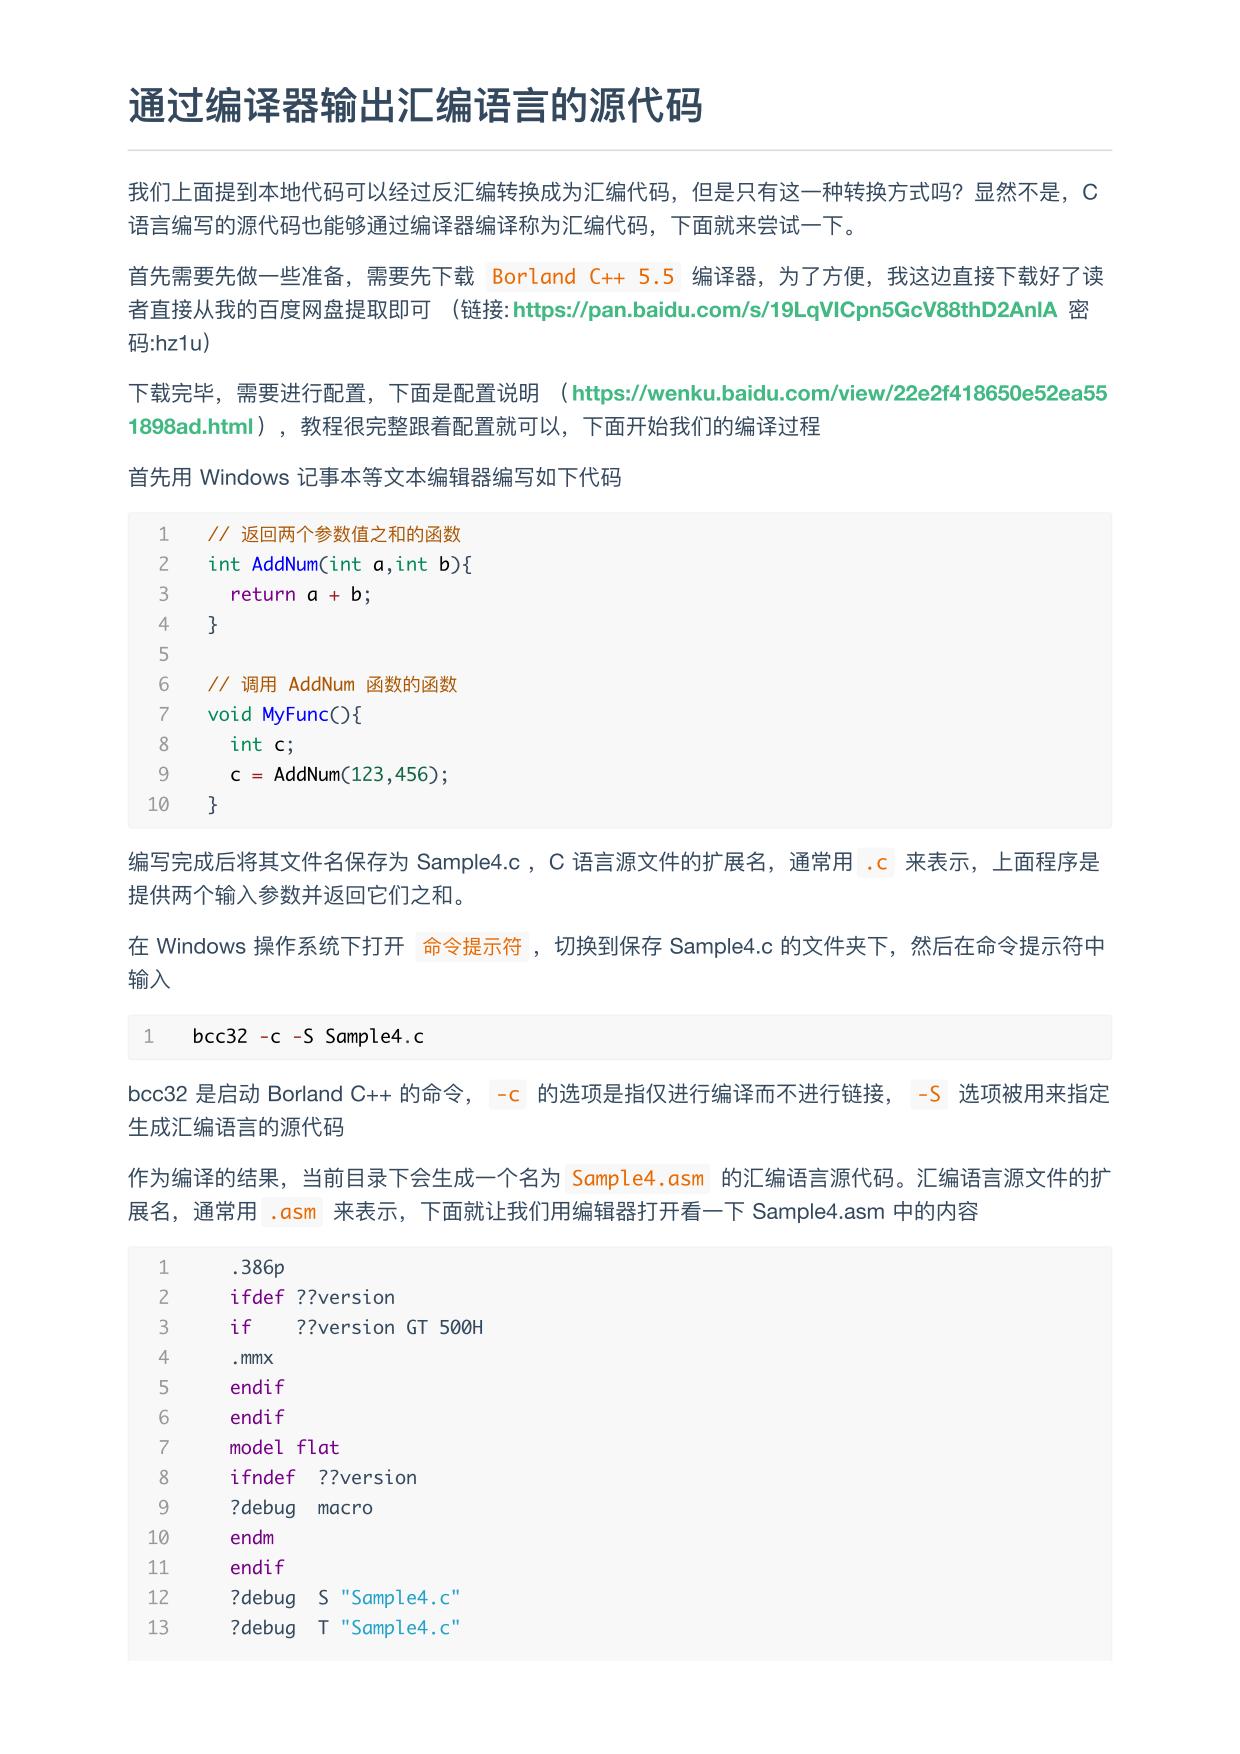 通过编译器输出汇编语言的源代码
我们上面提到本地代码可以经过反汇编转换成为汇编代码，但是只有这一种转换方式吗？显然不是，C
语言编写的源代码也能够通过编译器编译称为汇编代码，下面就来尝试一下。
首先需要先做一些准备，需要先下载 Borland C++ 5.5 编译器，为了方便，我这边直接下载好了读
者直接从我的百度网盘提取即可 （链接:https://pan.baidu.com/s/19LqVICpn5GcV88thD2AnlA 密
码:hz1u）
下载完毕，需要进行配置，下面是配置说明 （https://wenku.baidu.com/view/22e2f418650e52ea55
1898ad.html），教程很完整跟着配置就可以，下面开始我们的编译过程
首先用 Windows 记事本等文本编辑器编写如下代码
1 // 返回两个参数值之和的函数
2 int AddNum(int a,int b){
3 return a + b;
4 }
5
6 // 调用 AddNum 函数的函数
7 void MyFunc(){
8 int c;
9 c = AddNum(123,456);
10 }
编写完成后将其文件名保存为 Sample4.c ，C 语言源文件的扩展名，通常用 .c 来表示，上面程序是
提供两个输入参数并返回它们之和。
在 Windows 操作系统下打开 命令提示符 ，切换到保存 Sample4.c 的文件夹下，然后在命令提示符中
输入
1 bcc32 -c -S Sample4.c
bcc32 是启动 Borland C++ 的命令， -c 的选项是指仅进行编译而不进行链接， -S 选项被用来指定
生成汇编语言的源代码
作为编译的结果，当前目录下会生成一个名为 Sample4.asm 的汇编语言源代码。汇编语言源文件的扩
展名，通常用 .asm 来表示，下面就让我们用编辑器打开看一下 Sample4.asm 中的内容
1 .386p
2 ifdef ??version
3 if ??version GT 500H
4 .mmx
5 endif
6 endif
7 model flat
8 ifndef ??version
9 ?debug macro
10 endm
11 endif
12 ?debug S "Sample4.c"
13 ?debug T "Sample4.c"